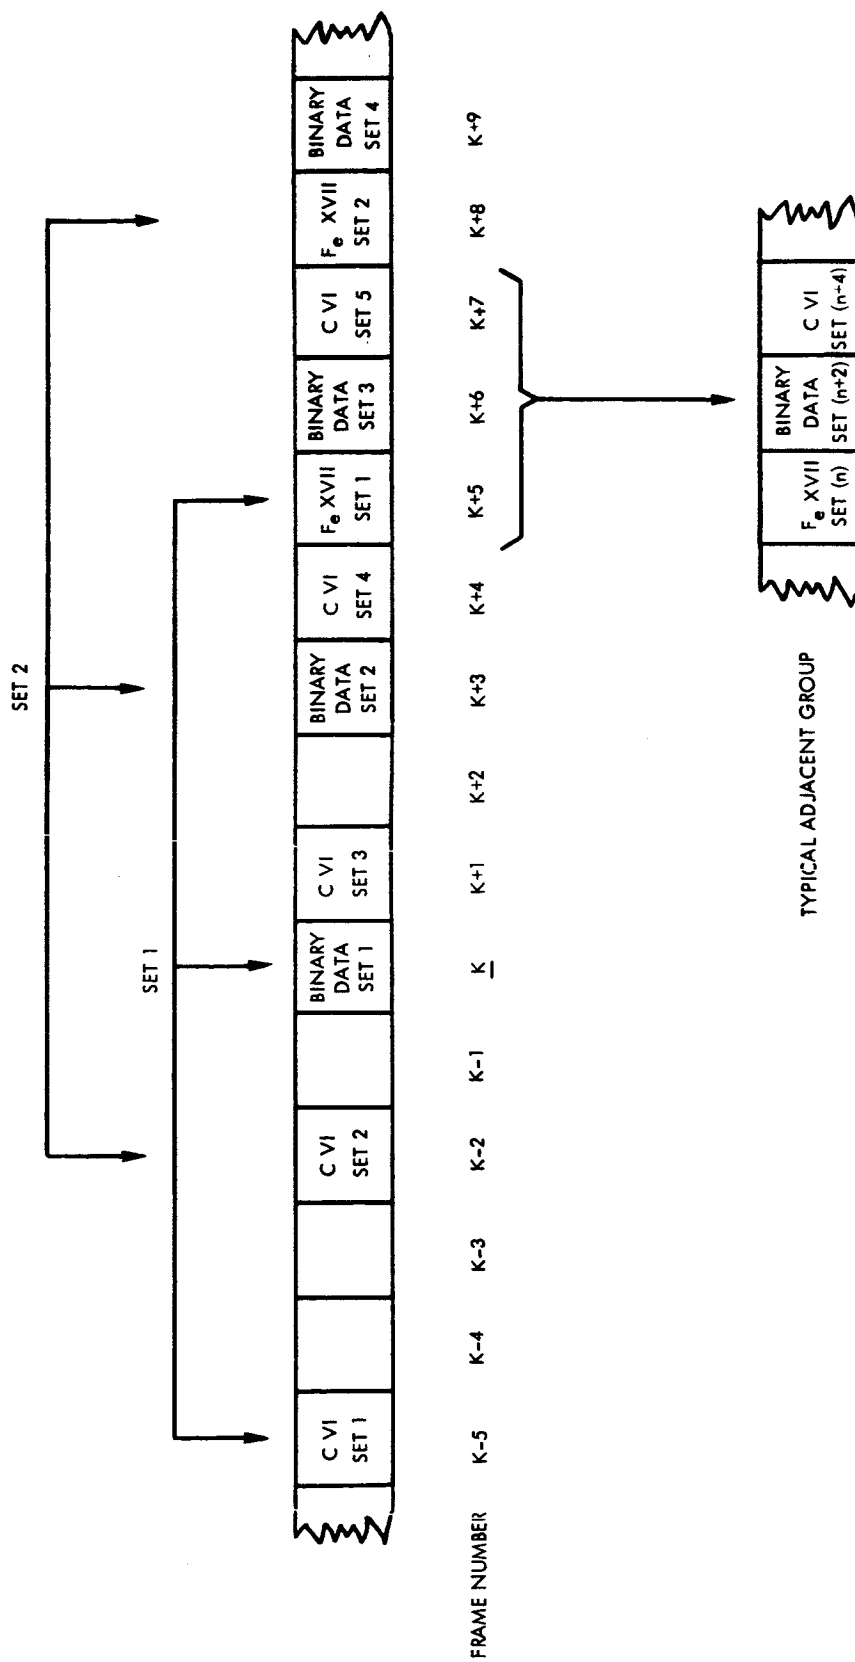 SET 2
SET 1
C VI
SET 1
C VI
SET 2
BINARY
DATA
SET 1
C VI
SET 3
BINARY
DATA
SET 2
C VI
SET 4
Fe XVII
SET 1
BINARY
DATA
SET 3
C VI
SET 5
Fe XVII
SET 2
BINARY
DATA
SET 4
FRAME NUMBER K-5 K-4 K-3 K-2 K-1 K K+1 K+2 K+3 K+4 K+5 K+6 K+7 K+8 K+9
TYPICAL ADJACENT GROUP
Fe XVII
SET (n)
BINARY
DATA
SET (n+2)
C VI
SET (n+4)